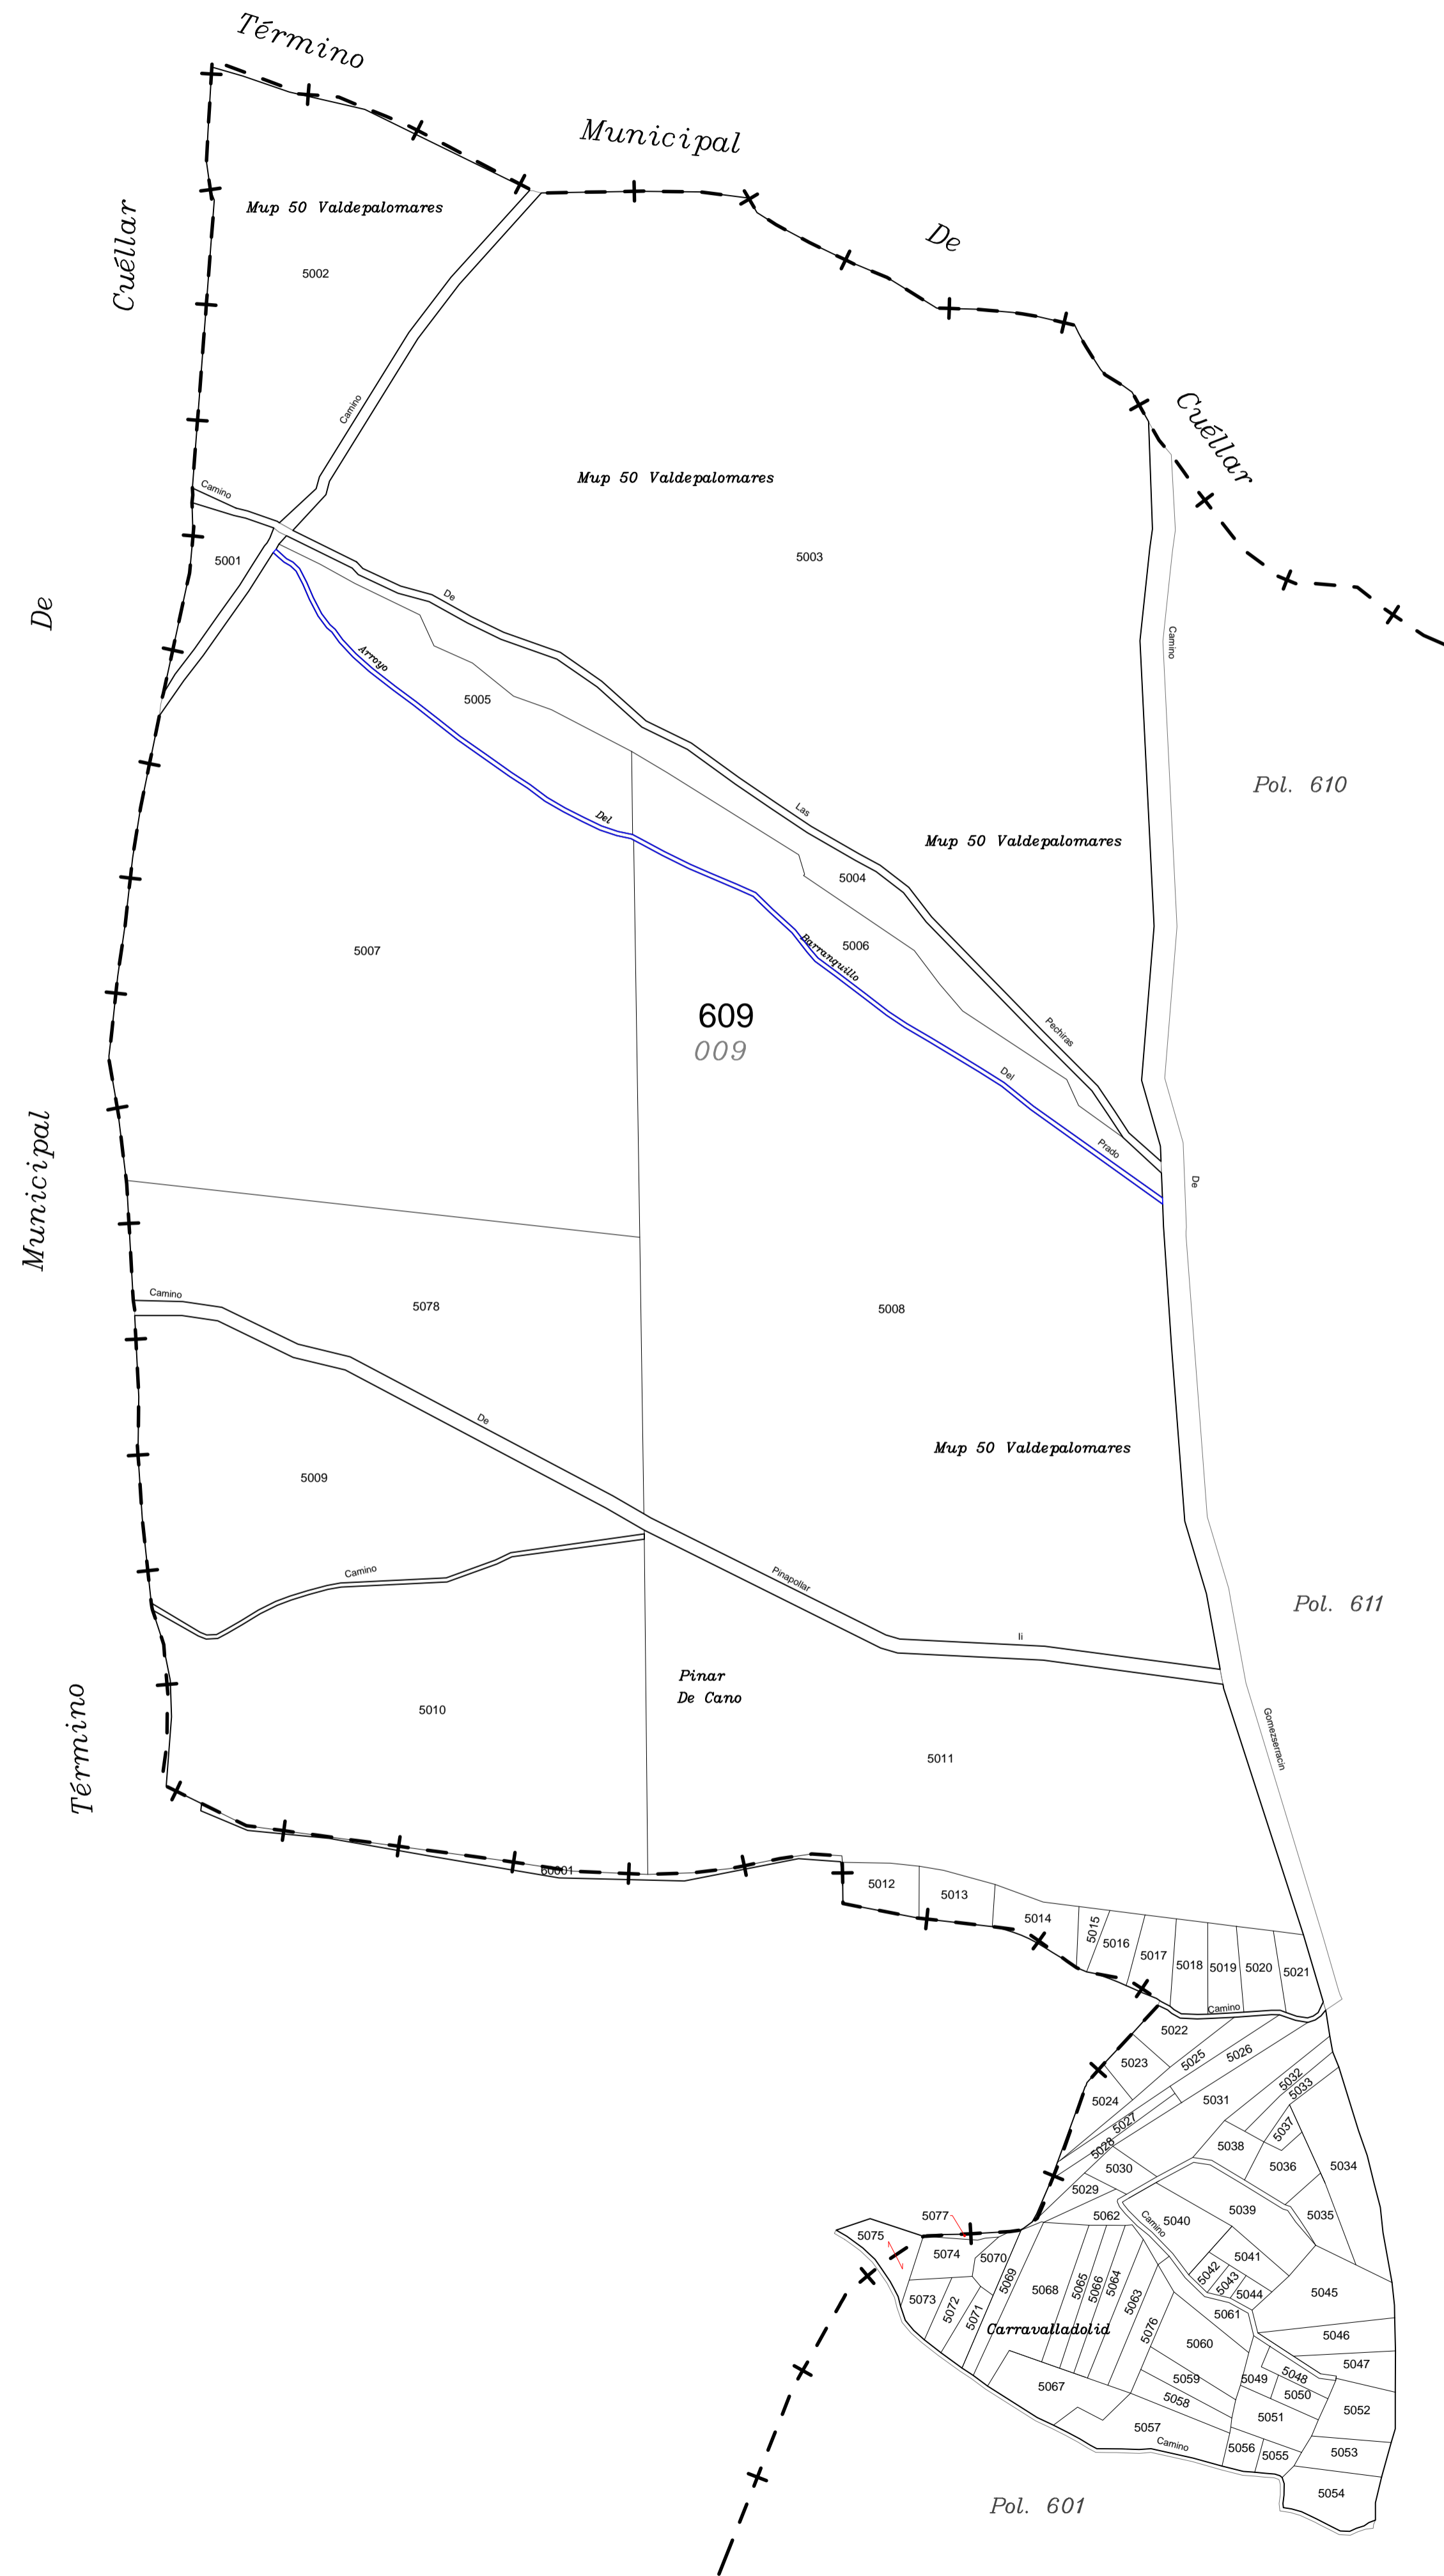 Término
Municipal
De
Cuéllar
Cuéllar
De
Municipal
Término
Mup 50 Valdepalomares
5002
Camino
Mup 50 Valdepalomares
5003
Camino
5001
De
Arroyo
5005
Camino
Pol. 610
Las
Del
Mup 50 Valdepalomares
5004
5006
Barranquillo
5007
609
009
Pechiras
Del
Prado
De
Camino
5078
5008
De
Mup 50 Valdepalomares
5009
Camino
Pinapollar
Ii
Pol. 611
Pinar
De Cano
5010
5011
Gomezserracin
60001
5012
5013
5014
5015
5016
5017
5018
5019
5020
5021
Camino
5022
5023
5024
5025
5026
5027
5028
5029
5030
5031
5032
5033
5034
5035
5036
5037
5038
5039
5040
Camino
5041
5042
5043
5044
5045
5046
5047
5048
5049
5050
5051
5052
5053
5054
5055
5056
5057
Camino
5058
5059
5060
5061
5062
5063
5064
5065
5066
5067
5068
5069
5070
5071
5072
5073
5074
5075
5076
5077
Carravalladolid
Pol. 601